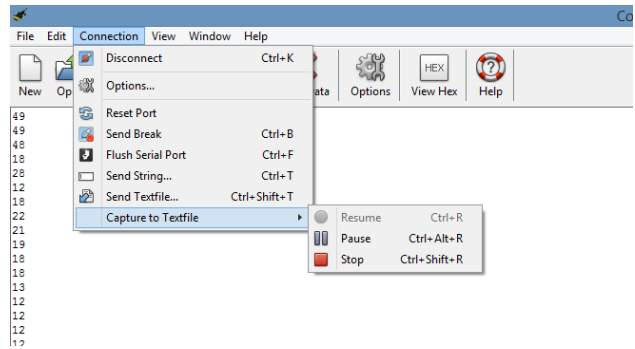 Co
File Edit Connection View Window Help
Disconnect Ctrl+K
Options...
Reset Port
Send Break Ctrl+B
Flush Serial Port Ctrl+F
Send String... Ctrl+T
Send Textfile... Ctrl+Shift+T
Capture to Textfile
Resume Ctrl+R
Pause Ctrl+Alt+R
Stop Ctrl+Shift+R
New Op ata Options View Hex Help
HEX
49
49
48
18
28
12
18
22
21
19
18
18
13
12
12
12
12